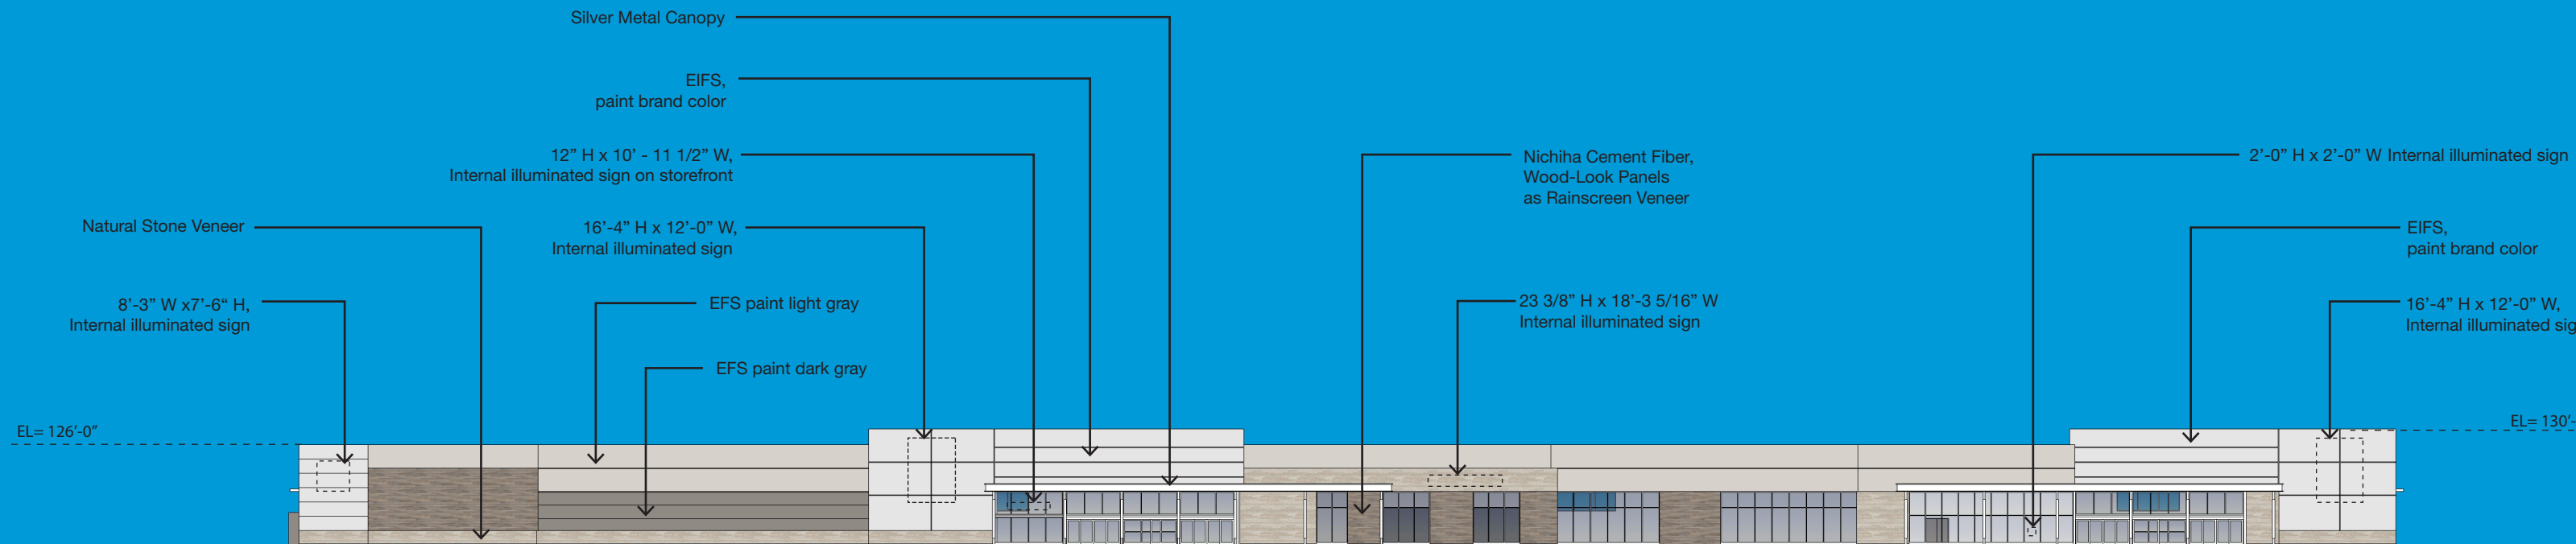 Silver Metal Canopy
EIFS,
paint brand color
12” H x 10’ - 11 1/2” W,
Internal illuminated sign on storefront
Natural Stone Veneer
16’-4” H x 12’-0” W,
Internal illuminated sign
8’-3” W x7’-6“ H,
Internal illuminated sign
EFS paint light gray
EFS paint dark gray
EL= 126’-0”
Nichiha Cement Fiber,
Wood-Look Panels
as Rainscreen Veneer
23 3/8” H x 18’-3 5/16” W
Internal illuminated sign
2’-0” H x 2’-0” W Internal illuminated sign
EIFS,
paint brand color
16’-4” H x 12’-0” W,
Internal illuminated
EL= 130’-